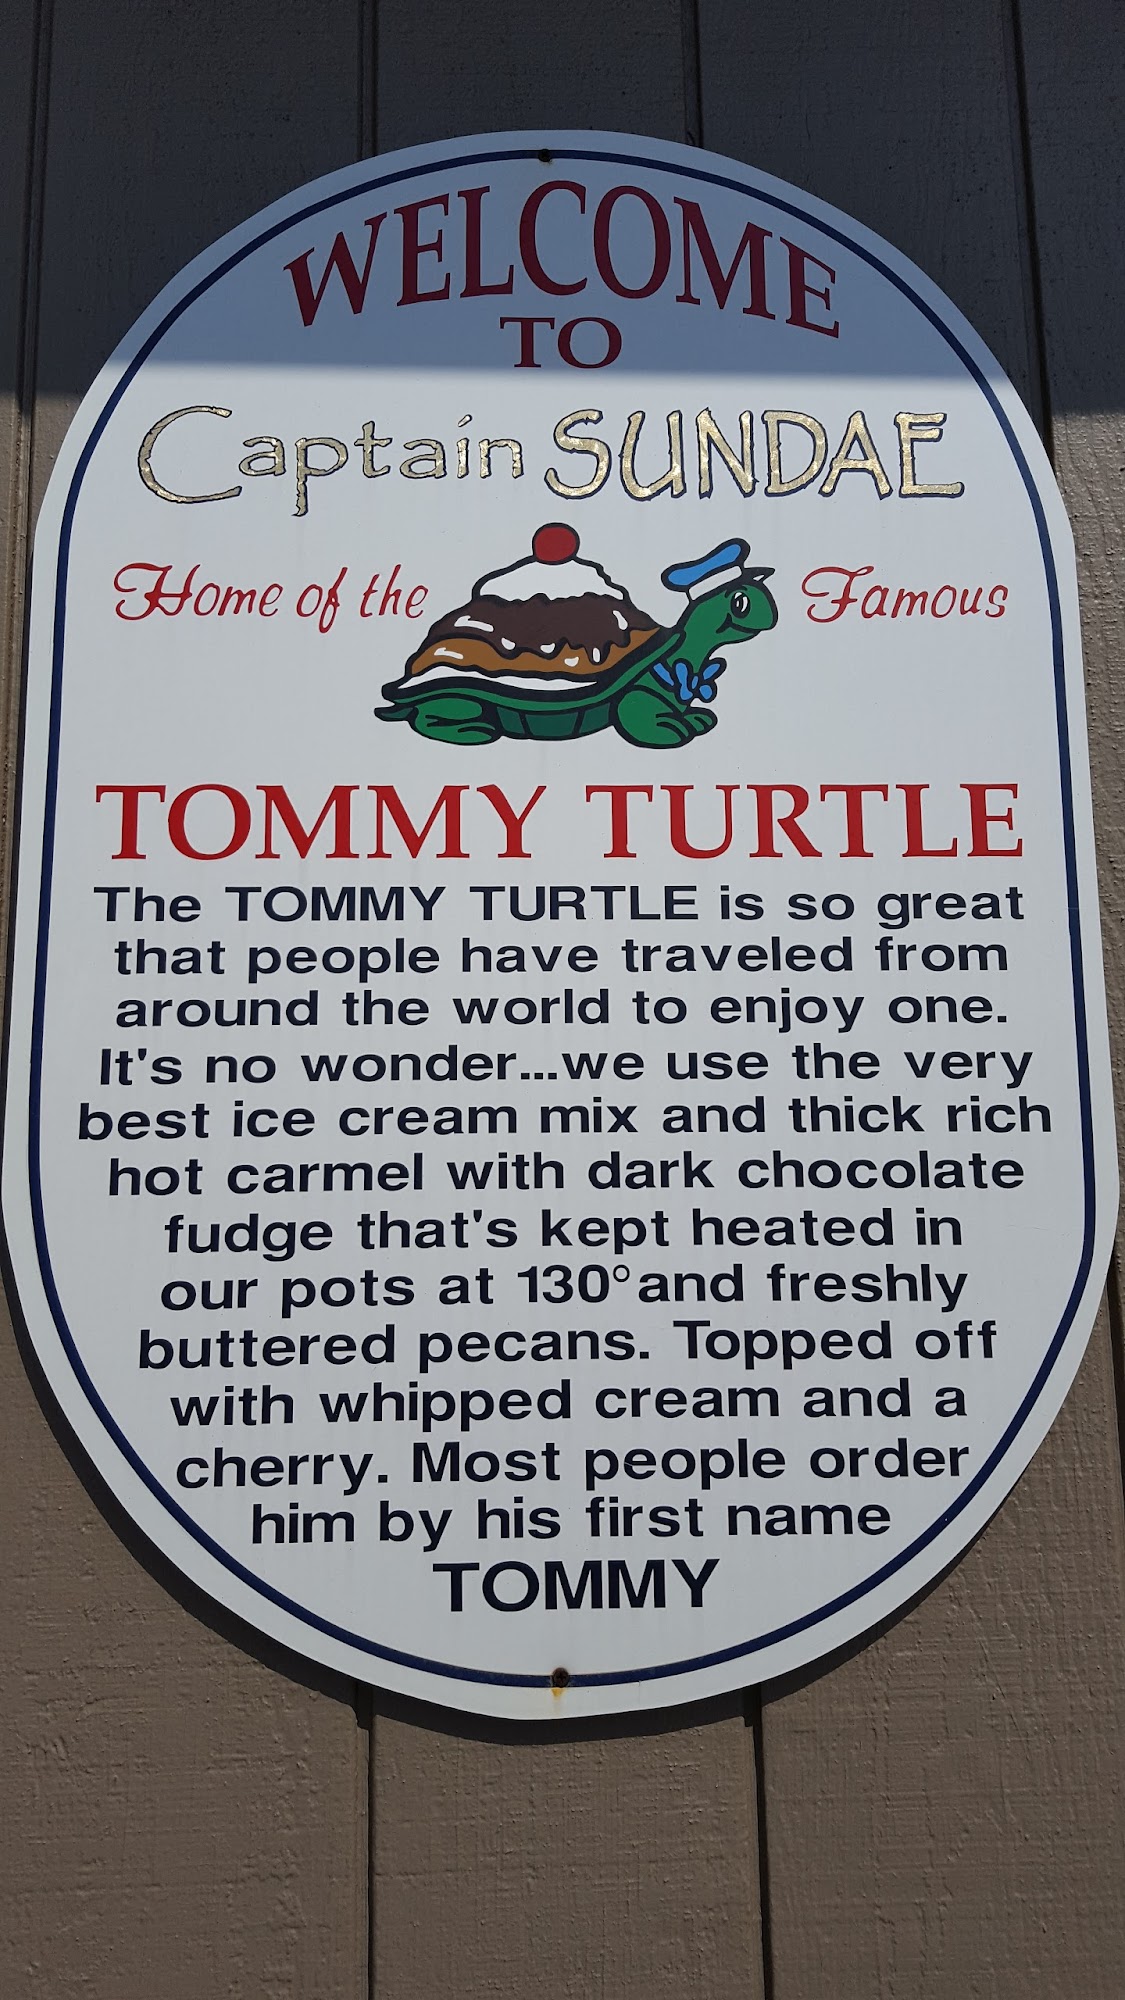 WELCOME
TO
Captain SUNDAE
Home of the Famous
TOMMY TURTLE
The TOMMY TURTLE is so great
that people have traveled from
around the world to enjoy one.
It's no wonder...we use the very
best ice cream mix and thick rich
hot carmel with dark chocolate
fudge that's kept heated in
our pots at 130° and freshly
buttered pecans. Topped off
with whipped cream and a
cherry. Most people order
him by his first name
TOMMY